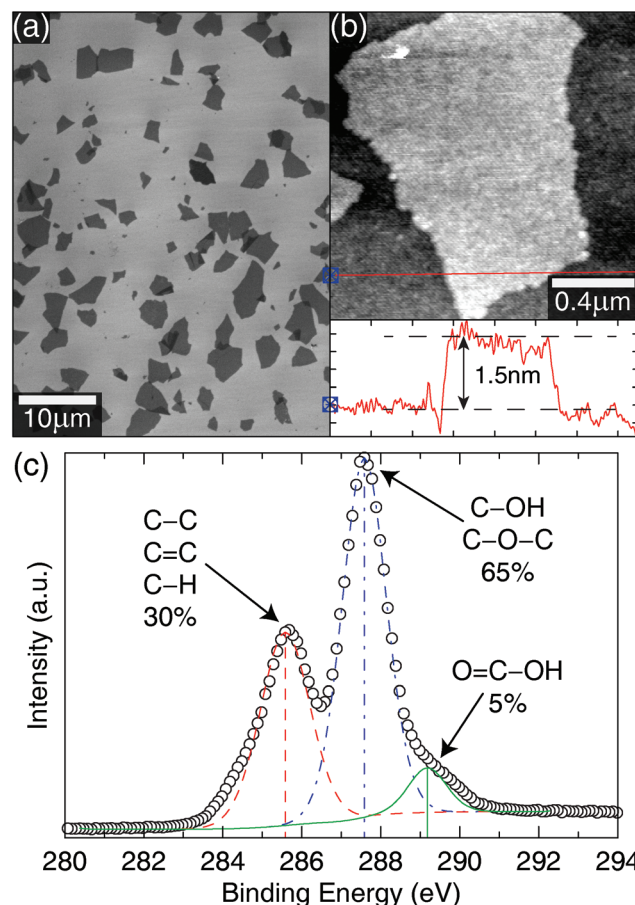 (a)
(b)
10μm
0.4μm
1.5nm
(c)
C−C
C=C
C−H
30%
C−OH
C−O−C
65%
O=C−OH
5%
Intensity (a.u.)
280 282 284 286 288 290 292 294
Binding Energy (eV)